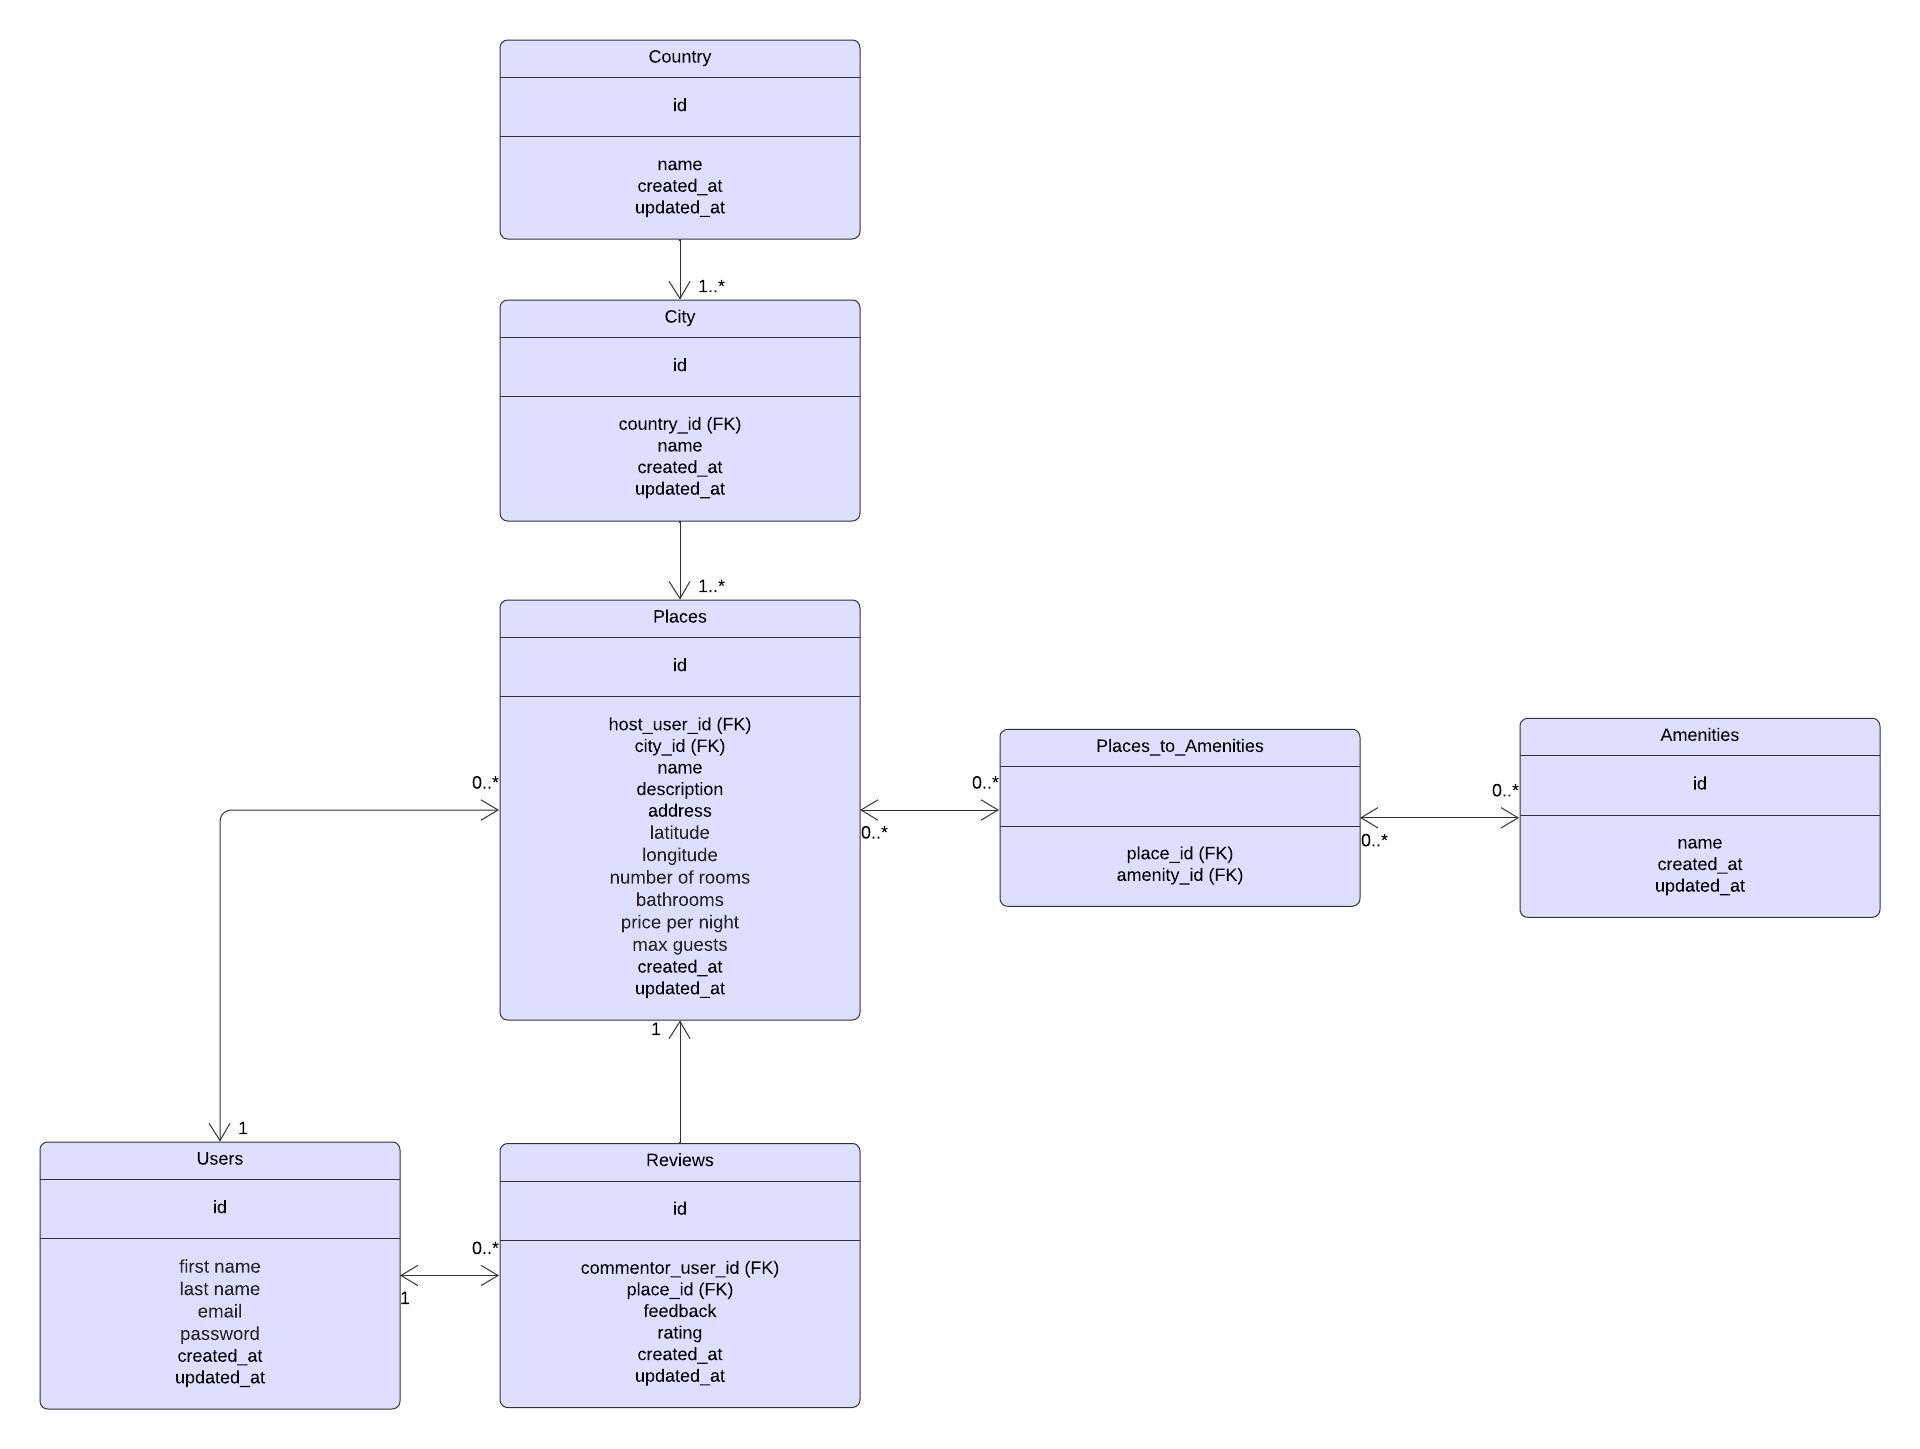 Country
id
name
created_at
updated_at
1..*
City
id
country_id (FK)
name
created_at
updated_at
1..*
Places
id
host_user_id (FK)
city_id (FK)
name
description
address
latitude
longitude
number of rooms
bathrooms
price per night
max guests
created_at
updated_at
0..*
0..*
0..*
Places_to_Amenities
place_id (FK)
amenity_id (FK)
0..*
0..*
Amenities
id
name
created_at
updated_at
1
1
Users
id
first name
last name
email
password
created_at
updated_at
0..*
1
Reviews
id
commentor_user_id (FK)
place_id (FK)
feedback
rating
created_at
updated_at